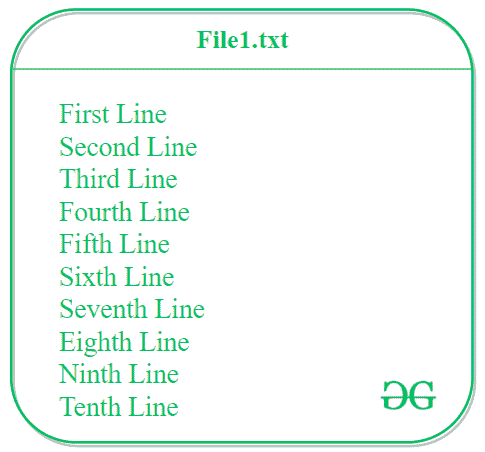 File1.txt
First Line
Second Line
Third Line
Fourth Line
Fifth Line
Sixth Line
Seventh Line
Eighth Line
Ninth Line
Tenth Line